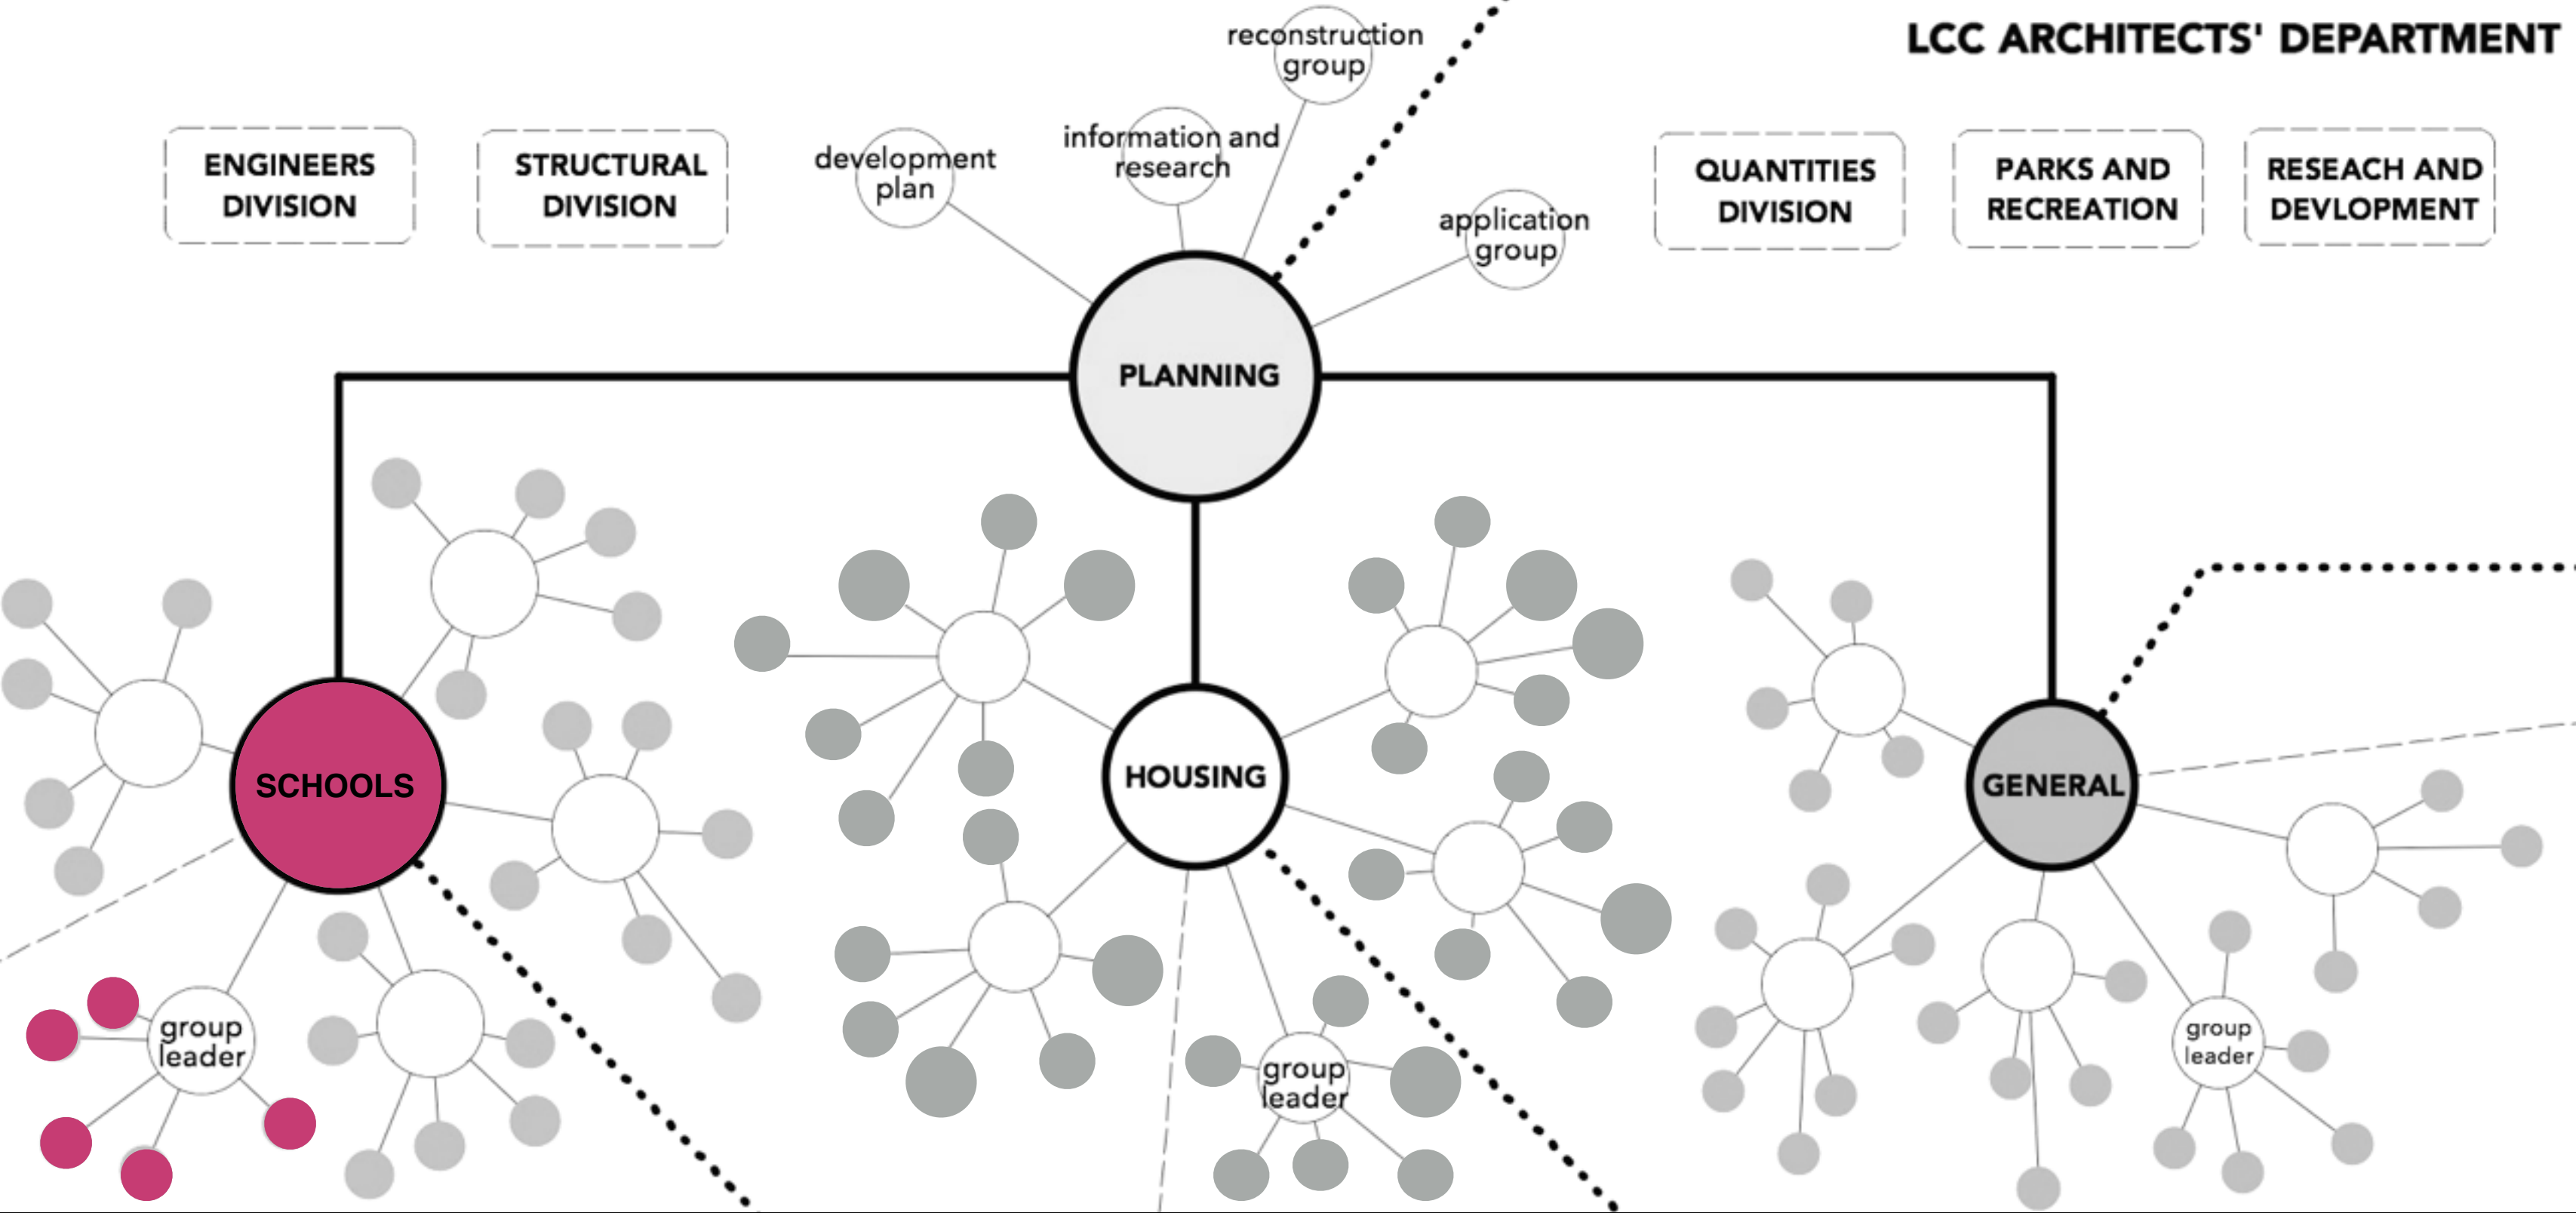 LCC ARCHITECTS' DEPARTMENT
reconstruction
group
information and
research
development
plan
application
group
ENGINEERS
DIVISION
STRUCTURAL
DIVISION
QUANTITIES
DIVISION
PARKS AND
RECREATION
RESEACH AND
DEVLOPMENT
PLANNING
SCHOOLS
HOUSING
GENERAL
group
leader
group
leader
group
leader